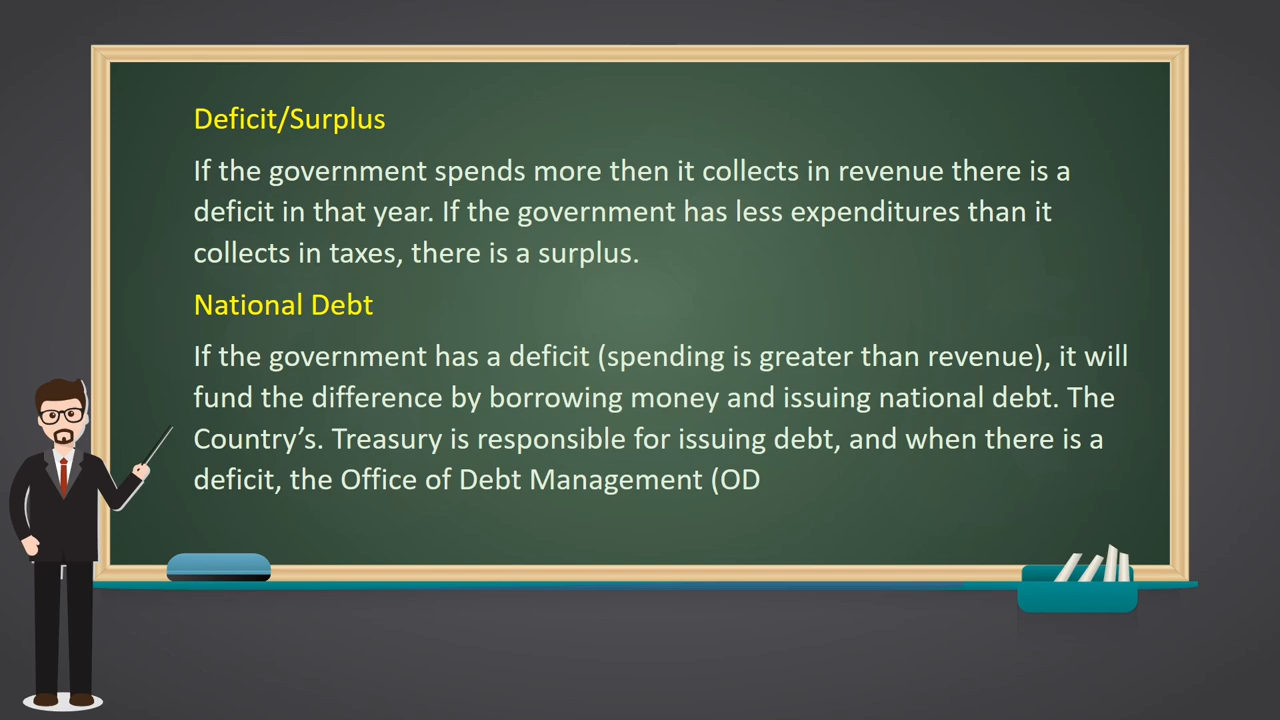 Deficit/Surplus
If the government spends more then it collects in revenue there is a
deficit in that year. If the government has less expenditures than it
collects in taxes, there is a surplus.
National Debt
If the government has a deficit (spending is greater than revenue), it will
fund the difference by borrowing money and issuing national debt. The
Country’s. Treasury is responsible for issuing debt, and when there is a
deficit, the Office of Debt Management (OD